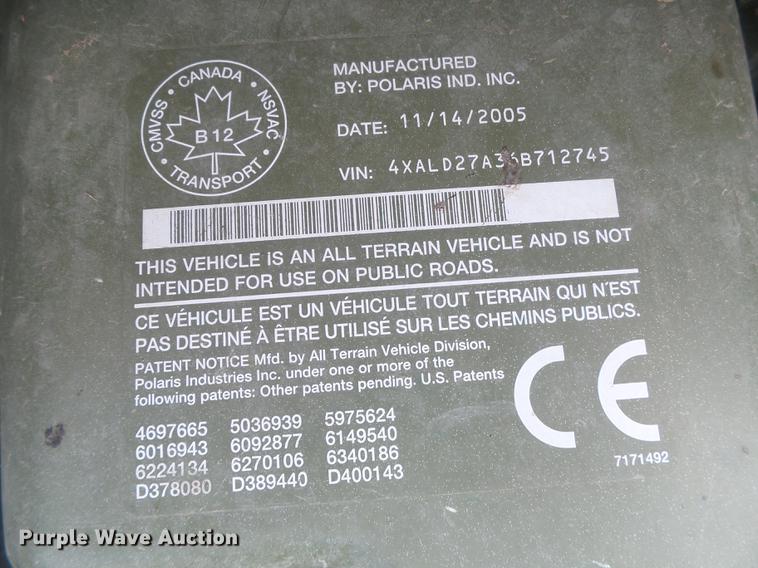 CANADA
CMVSS
NSVAC
B 12
TRANSPORT
MANUFACTURED
BY: POLARIS IND. INC.
DATE: 11/14/2005
VIN: 4XALD27A36B712745
THIS VEHICLE IS AN ALL TERRAIN VEHICLE AND IS NOT
INTENDED FOR USE ON PUBLIC ROADS.
CE VÉHICULE EST UN VÉHICULE TOUT TERRAIN QUI N'EST
PAS DESTINÉ À ÊTRE UTILISÉ SUR LES CHEMINS PUBLICS.
PATENT NOTICE Mfd. by All Terrain Vehicle Division,
Polaris Industries Inc. under one or more of the
following patents: Other patents pending. U.S. Patents
4697665 5036939 5975624
6016943 6092877 6149540
6224134 6270106 6340186
D378080 D389440 D400143
CE
7171492
Purple Wave Auction